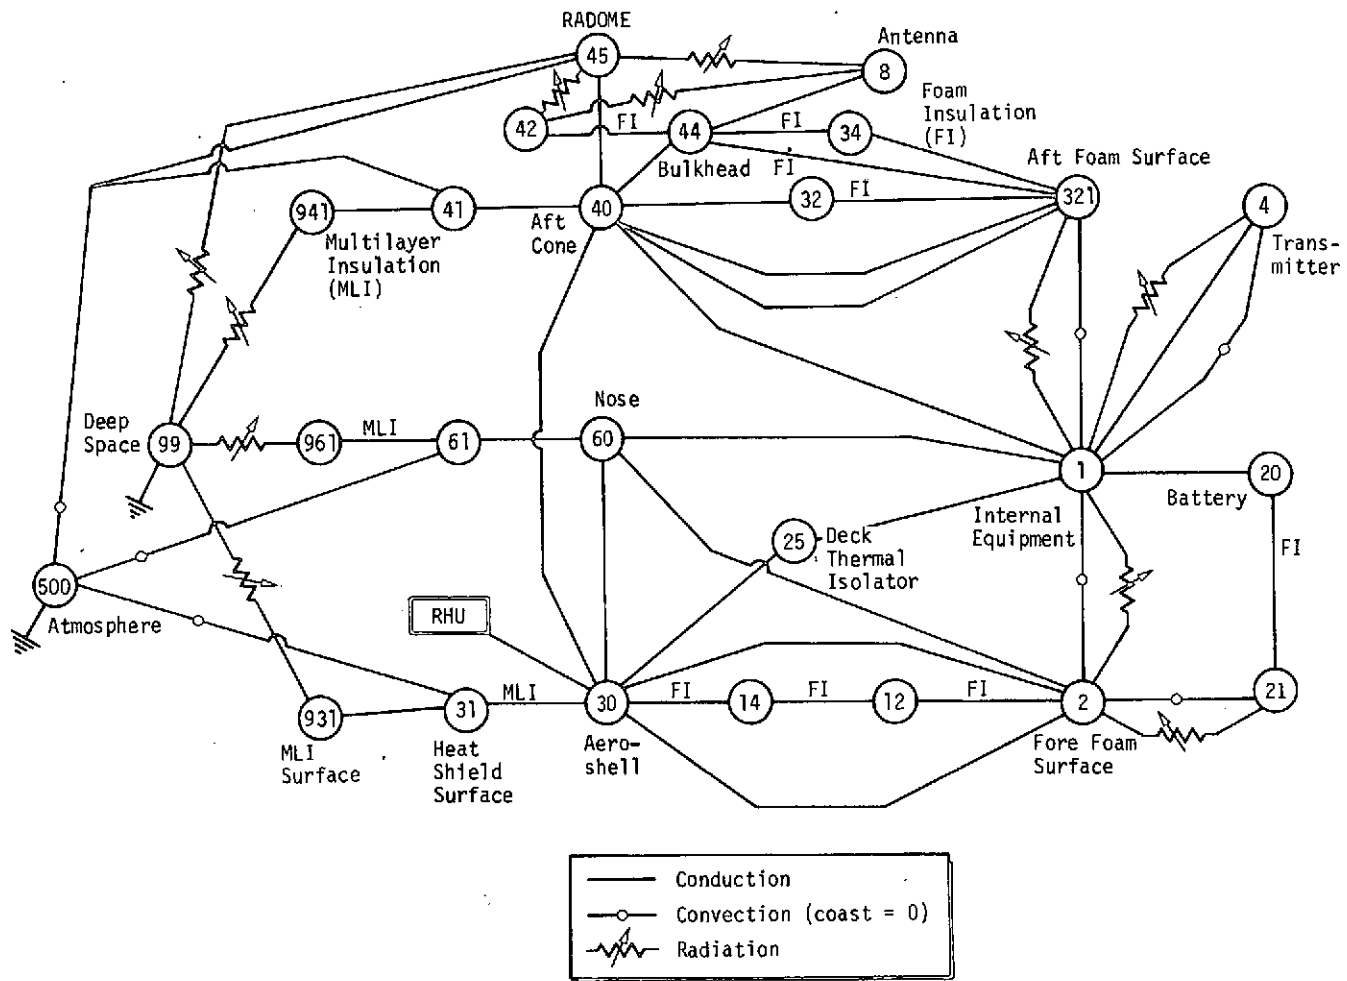 RADOME
45
Antenna
8
Foam
Insulation
(FI)
42
FI
44
FI
34
Bulkhead
FI
Aft Foam Surface
941
41
40
32
FI
321
4
Aft
Cone
Multilayer
Insulation
(MLI)
Trans-
mitter
Deep
Space
99
961
MLI
61
Nose
60
1
20
Battery
Internal
Equipment
25
Deck
Thermal
Isolator
FI
500
Atmosphere
RHU
931
31
MLI
30
FI
14
FI
12
FI
2
21
MLI
Surface
Heat
Shield
Surface
Aero-
shell
Fore Foam
Surface
Conduction
Convection (coast = 0)
Radiation